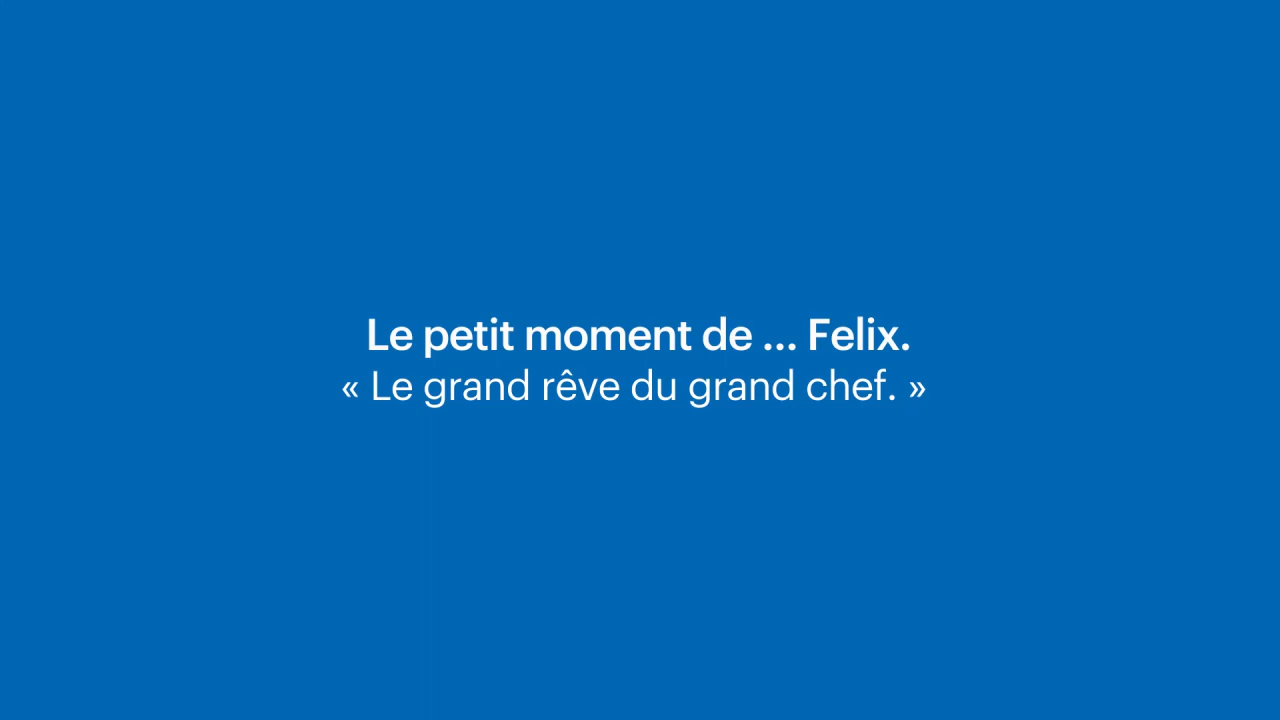 Le petit moment de ... Felix.
« Le grand rêve du grand chef. »